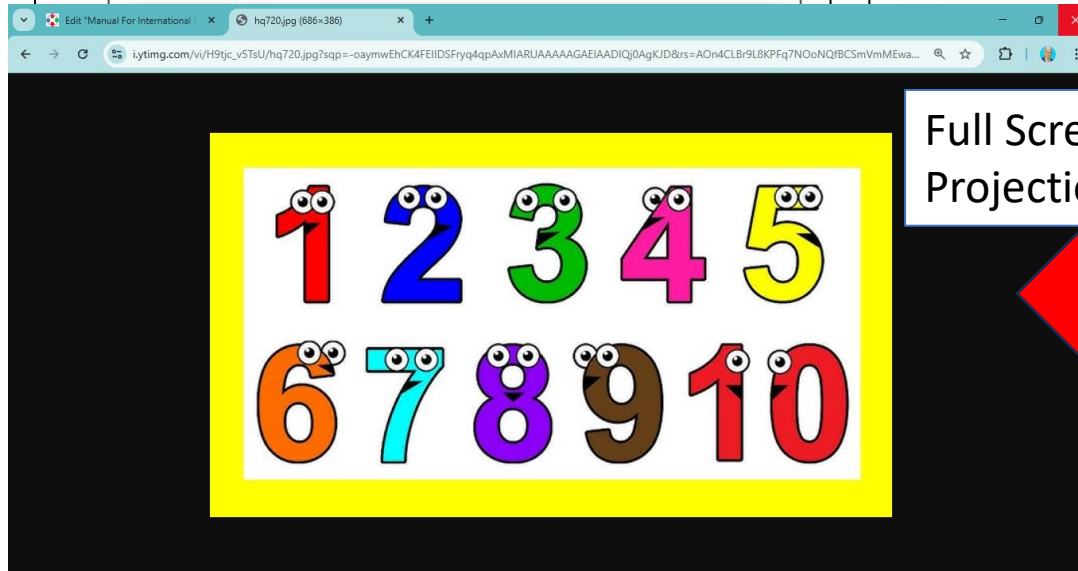 Edit "Manual For International
hq720.jpg (686×386)
i.ytimg.com/vi/H9tjc_v5TsU/hq720.jpg?sqp=-oaymwEhCK4FEIIDSFryq4qpAxMIARUAAAAAGAElAADIQj0AgKJD&rs=AOn4CLBr9L8KPFq7NOoNQfBCSmVmMEwa...
Full Scre
Projectio
1 2 3 4 5
6 7 8 9 10